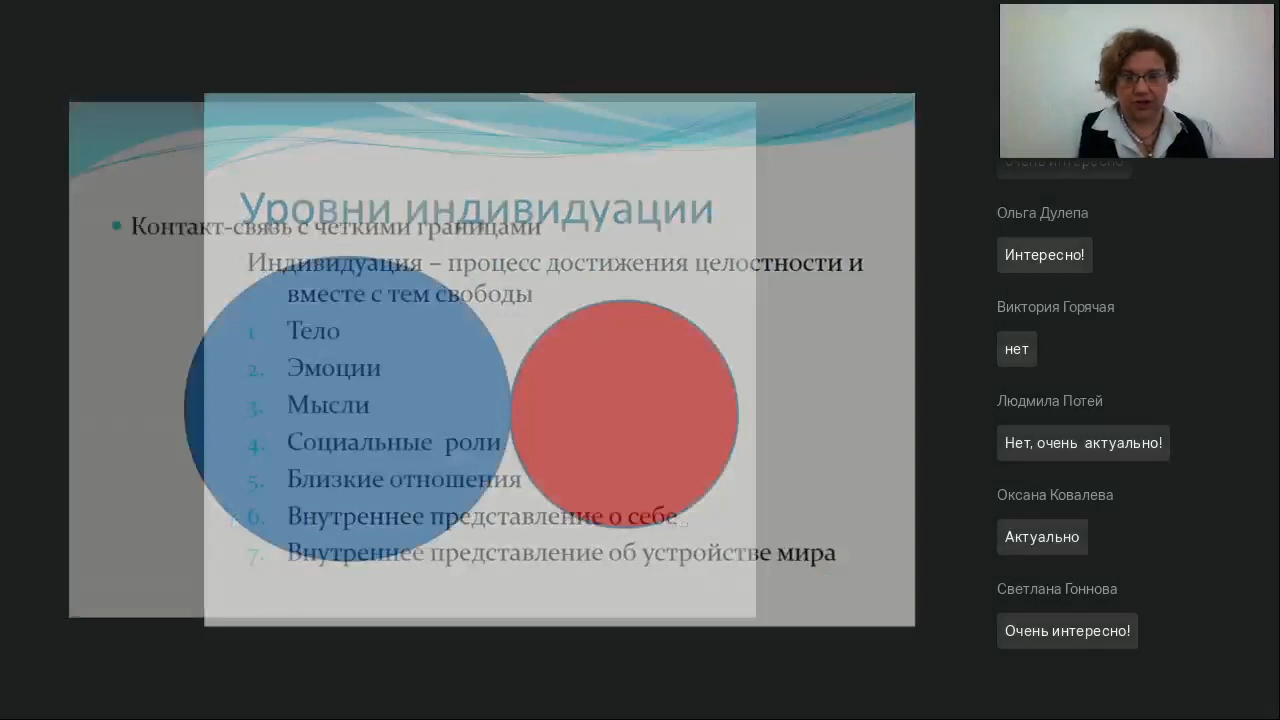 Уровни индивидуации
• Контакт-связь с четкими границами
Индивидуация – процесс достижения целостности и
вместе с тем свободы
1. Тело
2. Эмоции
3. Мысли
4. Социальные роли
5. Близкие отношения
6. Внутреннее представление о себе
7. Внутреннее представление об устройстве мира
очень интересно
Ольга Дулепа
Интересно!
Виктория Горячая
нет
Людмила Потей
Нет, очень актуально!
Оксана Ковалева
Актуально
Светлана Гоннова
Очень интересно!